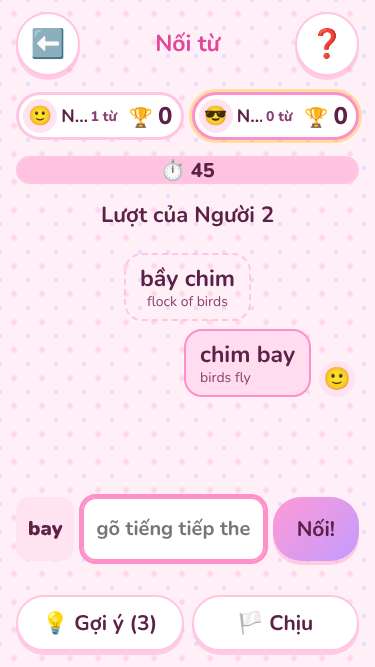 Nối từ
N... 1 từ 0
N... 0 từ 0
45
Lượt của Người 2
bầy chim
flock of birds
chim bay
birds fly
bay
gõ tiếng tiếp the
Nối!
Gợi ý (3)
Chịu